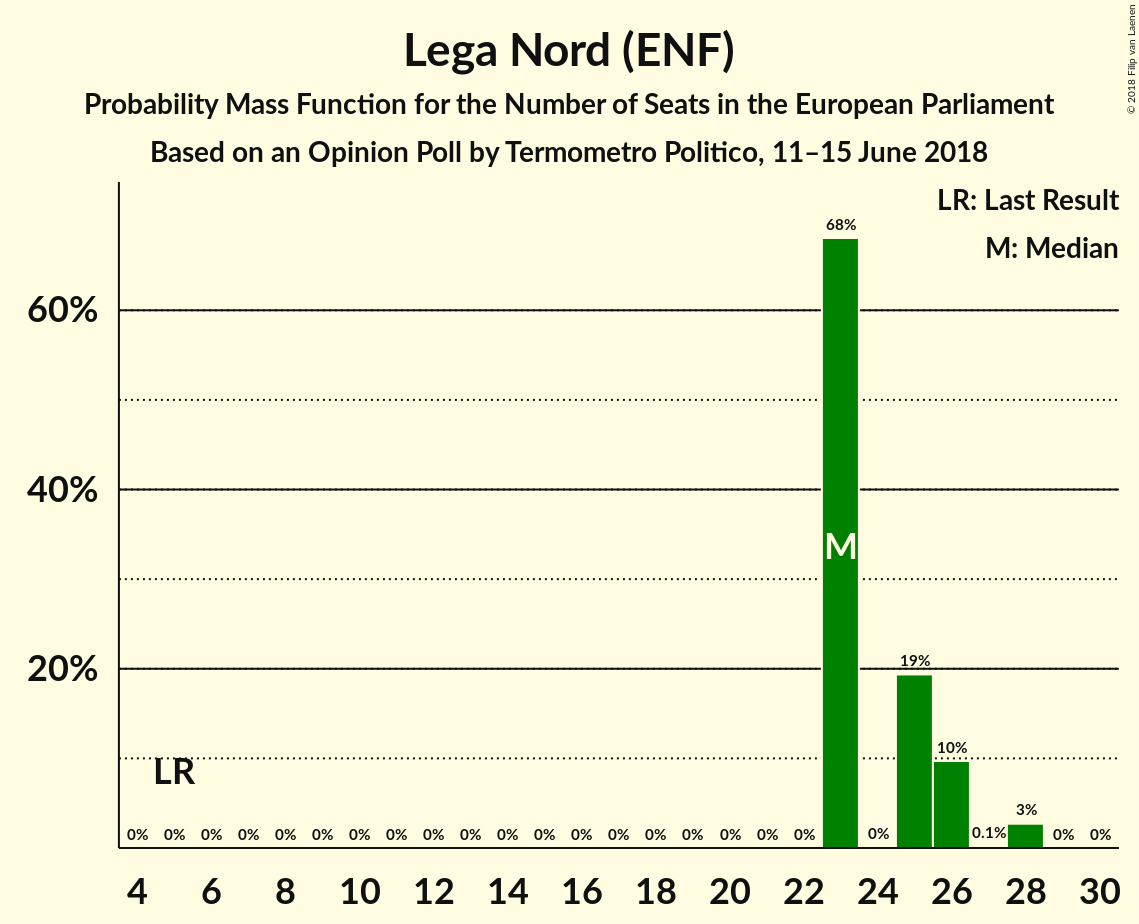 Lega Nord (ENF)
Probability Mass Function for the Number of Seats in the European Parliament
Based on an Opinion Poll by Termometro Politico, 11–15 June 2018
© 2018 Filip van Laenen
LR: Last Result
M: Median
60%
40%
20%
68%
M
19%
10%
LR
3%
0% 0% 0% 0% 0% 0% 0% 0% 0% 0% 0% 0% 0% 0% 0% 0% 0% 0% 0% 0% 0.1% 0% 0%
4 6 8 10 12 14 16 18 20 22 24 26 28 30